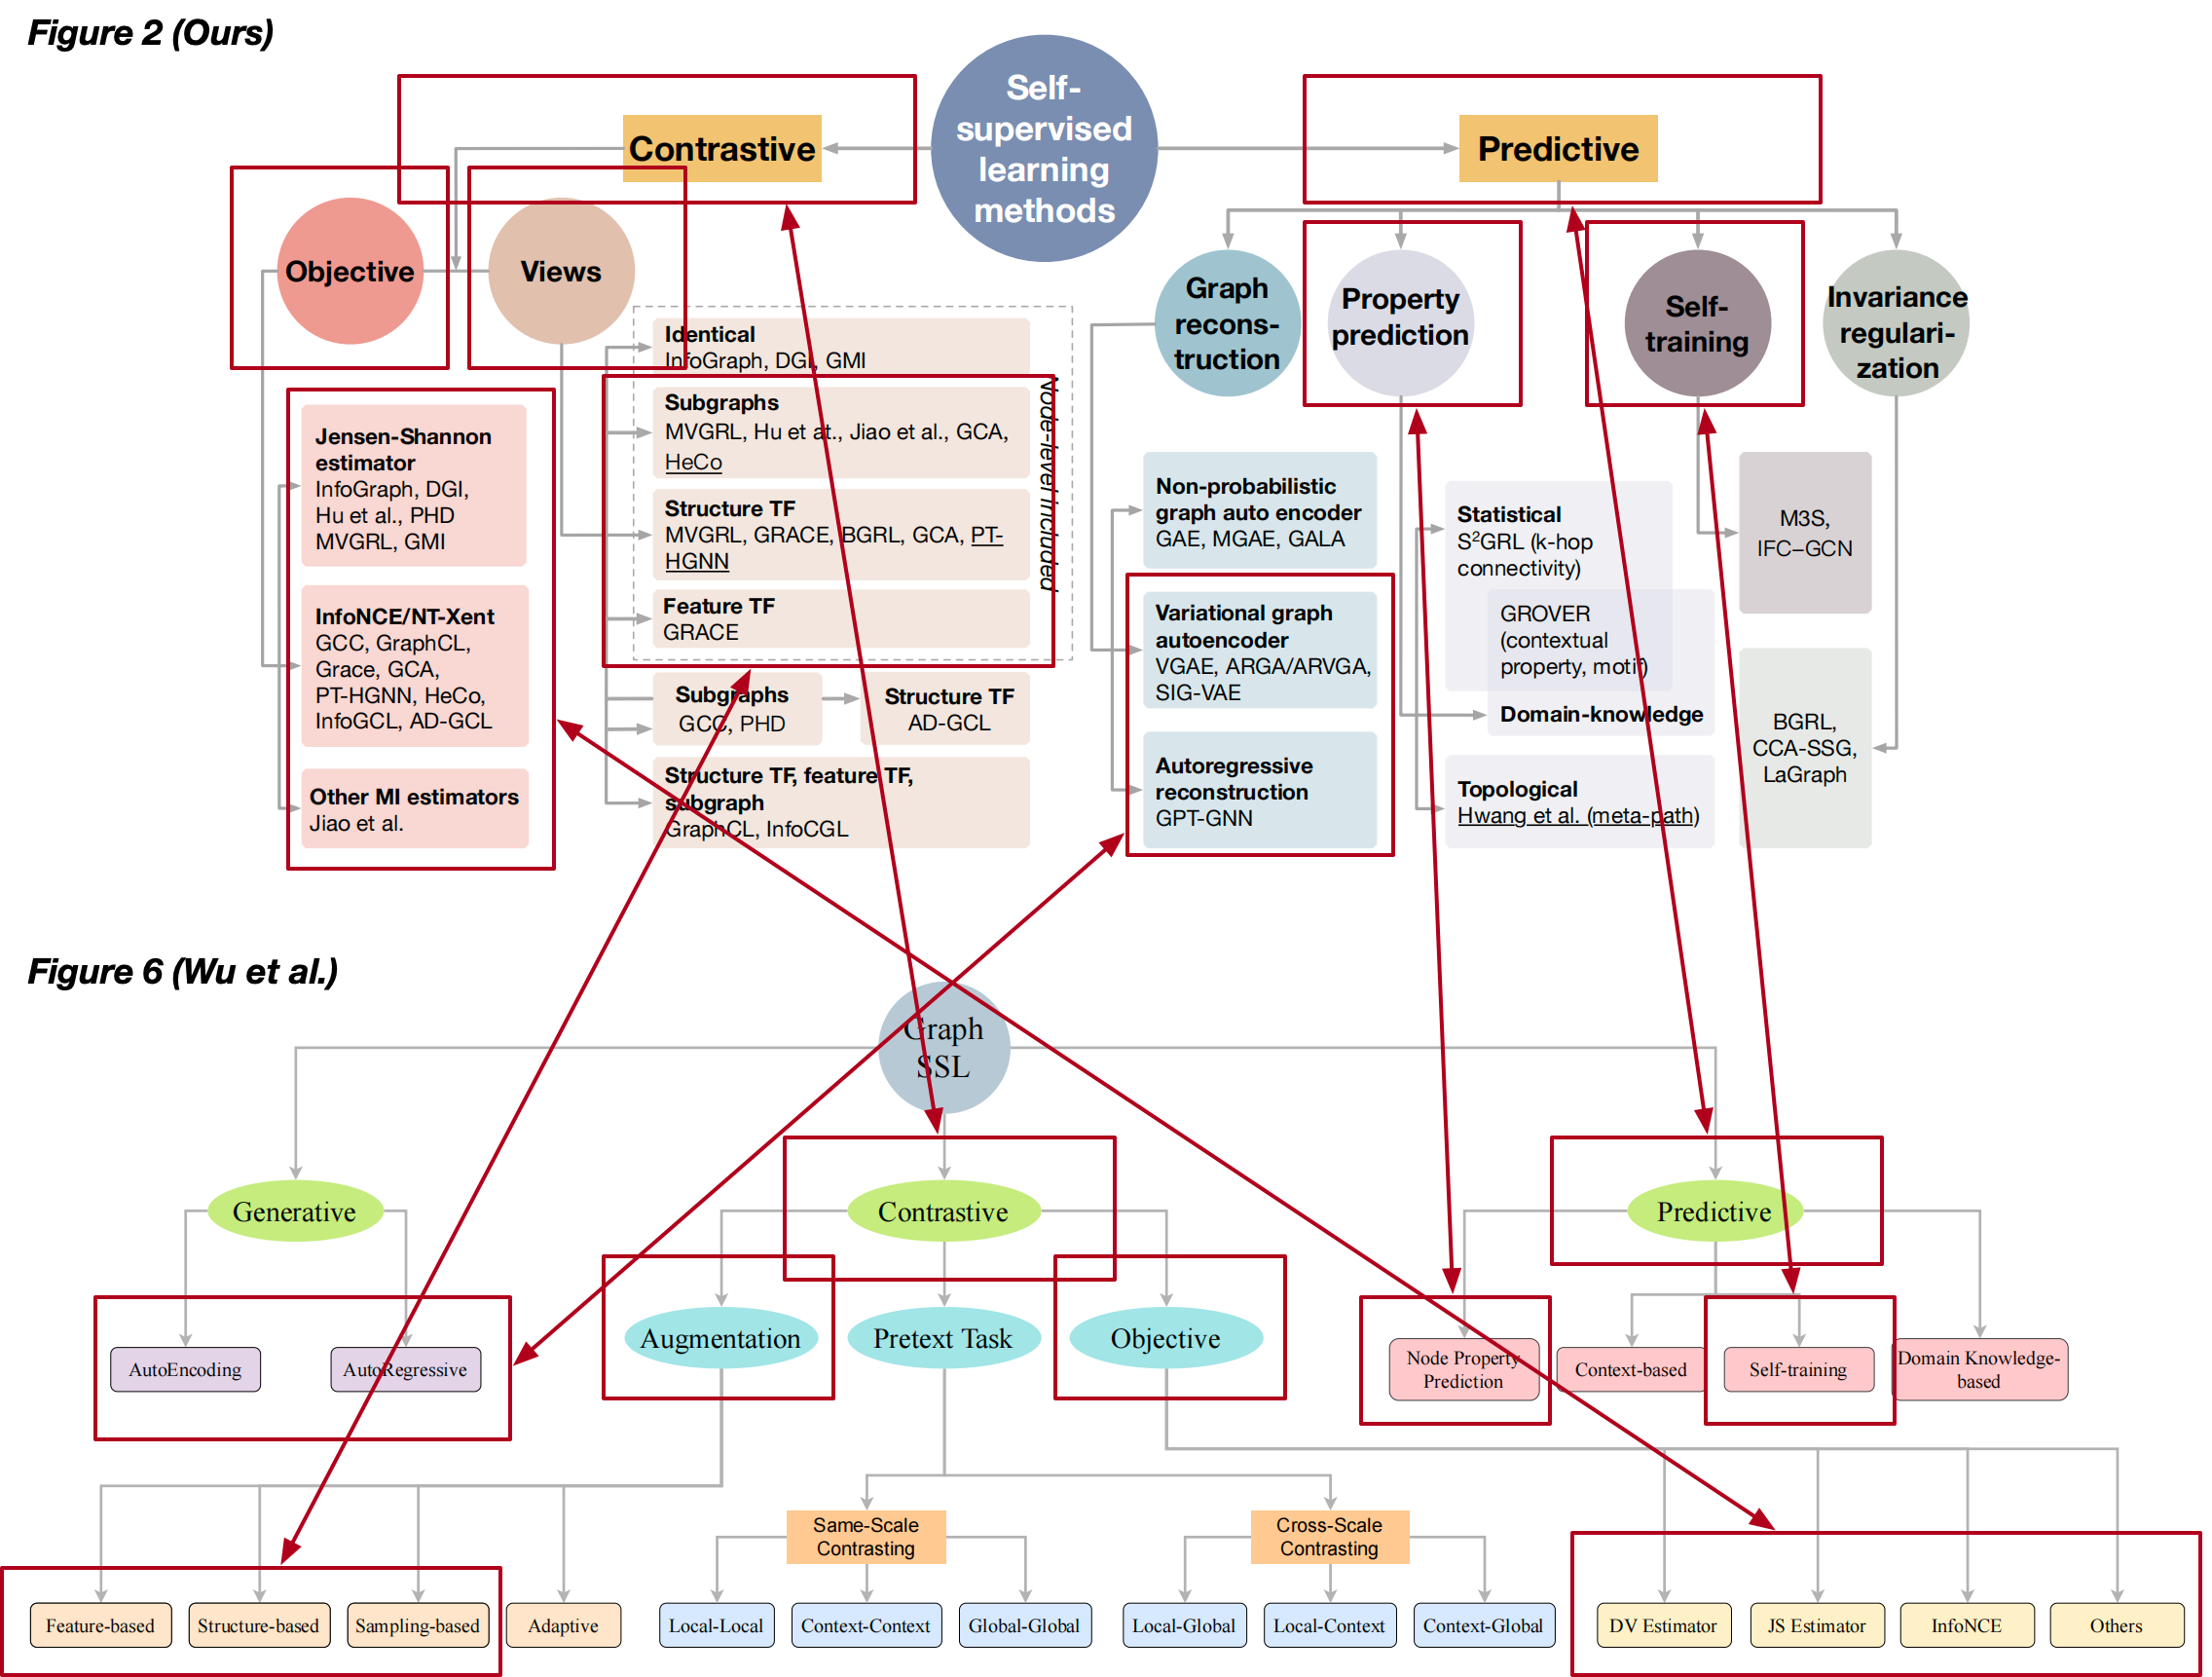 Figure 2 (Ours)
Self-
supervised
learning
methods
Contrastive
Predictive
Objective
Views
Graph
recons-
truction
Property
prediction
Self-
training
Invariance
regulari-
zation
Jensen-Shannon
estimator
InfoGraph, DGI,
Hu et al., PHD
MVGRL, GMI
InfoNCE/NT-Xent
GCC, GraphCL,
Grace, GCA,
PT-HGNN, HeCo,
InfoGCL, AD-GCL
Other MI estimators
Jiao et al.
Identical
InfoGraph, DGI, GMI
Subgraphs
MVGRL, Hu et at., Jiao et al., GCA,
HeCo
Structure TF
MVGRL, GRACE, BGRL, GCA, PT-
HGNN
Feature TF
GRACE
Node-level included
Subgraphs
GCC, PHD
Structure TF
AD-GCL
Structure TF, feature TF,
subgraph
GraphCL, InfoCGL
Non-probabilistic
graph auto encoder
GAE, MGAE, GALA
Variational graph
autoencoder
VGAE, ARGA/ARVGA,
SIG-VAE
Autoregressive
reconstruction
GPT-GNN
Statistical
S²GRL (k-hop
connectivity)
GROVER
(contextual
property, motif)
Domain-knowledge
Topological
Hwang et al. (meta-path)
M3S,
IFC–GCN
BGRL,
CCA-SSG,
LaGraph
Figure 6 (Wu et al.)
Graph
SSL
Generative
Contrastive
Predictive
AutoEncoding
AutoRegressive
Augmentation
Pretext Task
Objective
Node Property
Prediction
Context-based
Self-training
Domain Knowledge-
based
Same-Scale
Contrasting
Cross-Scale
Contrasting
Feature-based
Structure-based
Sampling-based
Adaptive
Local-Local
Context-Context
Global-Global
Local-Global
Local-Context
Context-Global
DV Estimator
JS Estimator
InfoNCE
Others